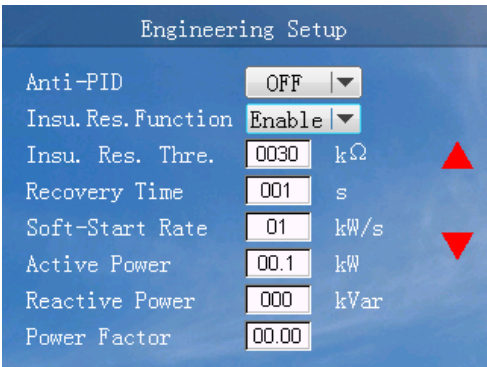 Engineering Setup
Anti-PID OFF
Insu.Res.Function Enable
Insu. Res. Thre. 0030 kΩ
Recovery Time 001 s
Soft-Start Rate 01 kW/s
Active Power 00.1 kW
Reactive Power 000 kVar
Power Factor 00.00